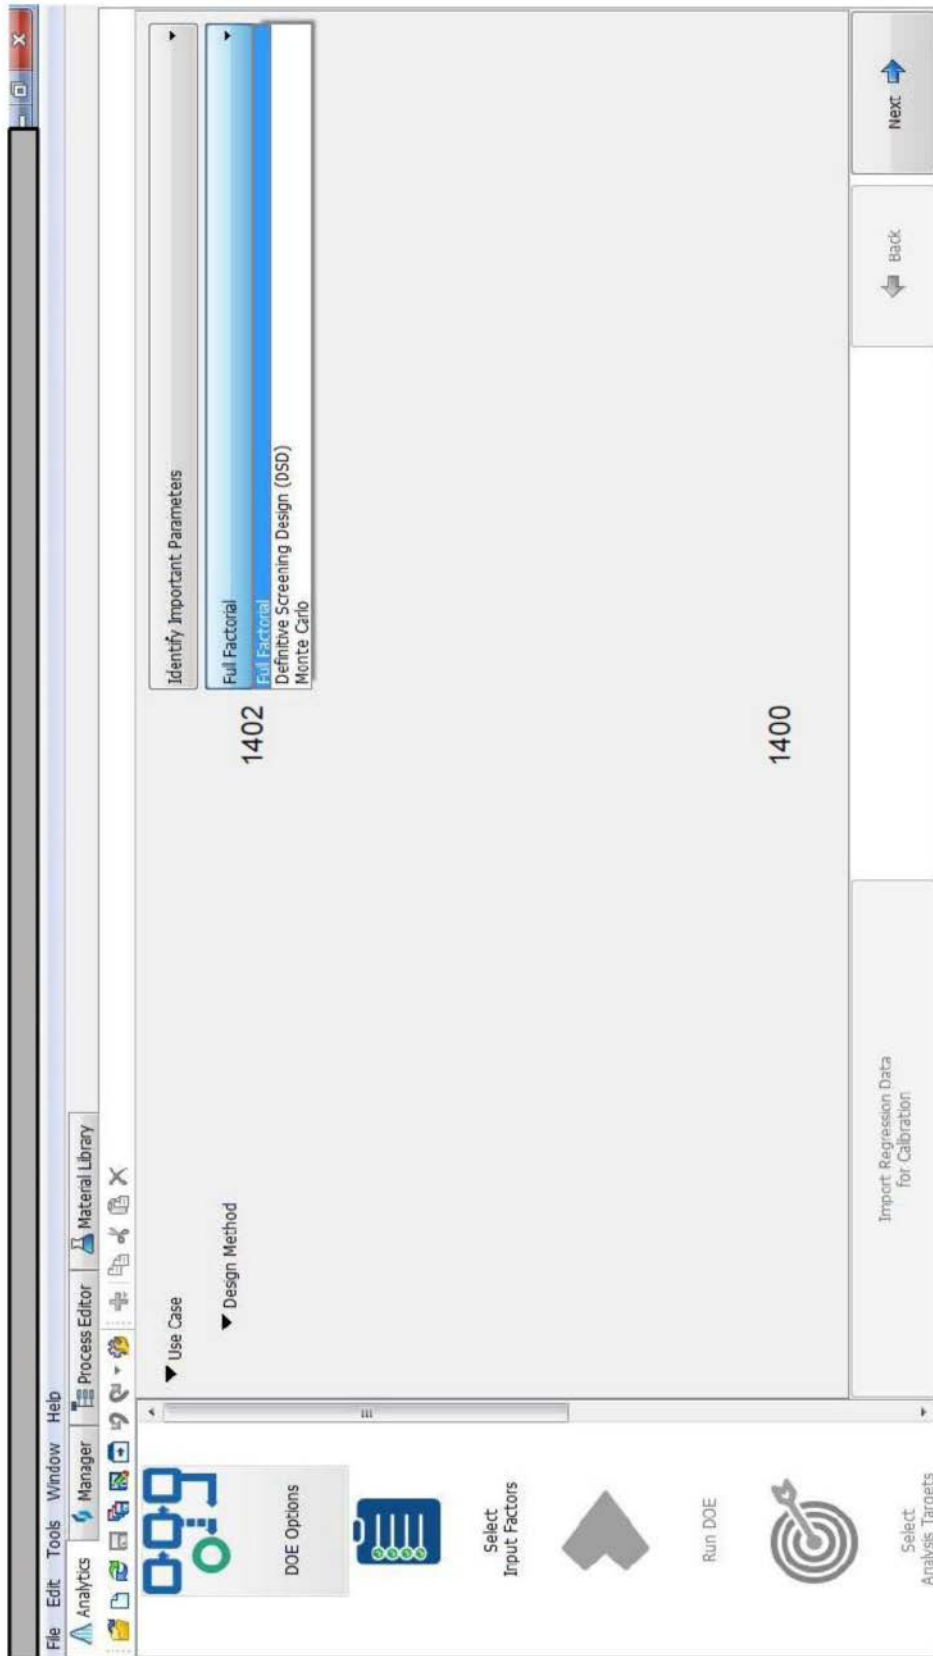 File Edit Tools Window Help
Analytics Manager Process Editor Material Library
DOE Options
Select
Input Factors
Run DOE
Select
Analysis Targets
Use Case
Identify Important Parameters
Design Method
Full Factorial
Full Factorial
Definitive Screening Design (DSD)
Monte Carlo
1402
1400
Import Regression Data
for Calibration
Back
Next